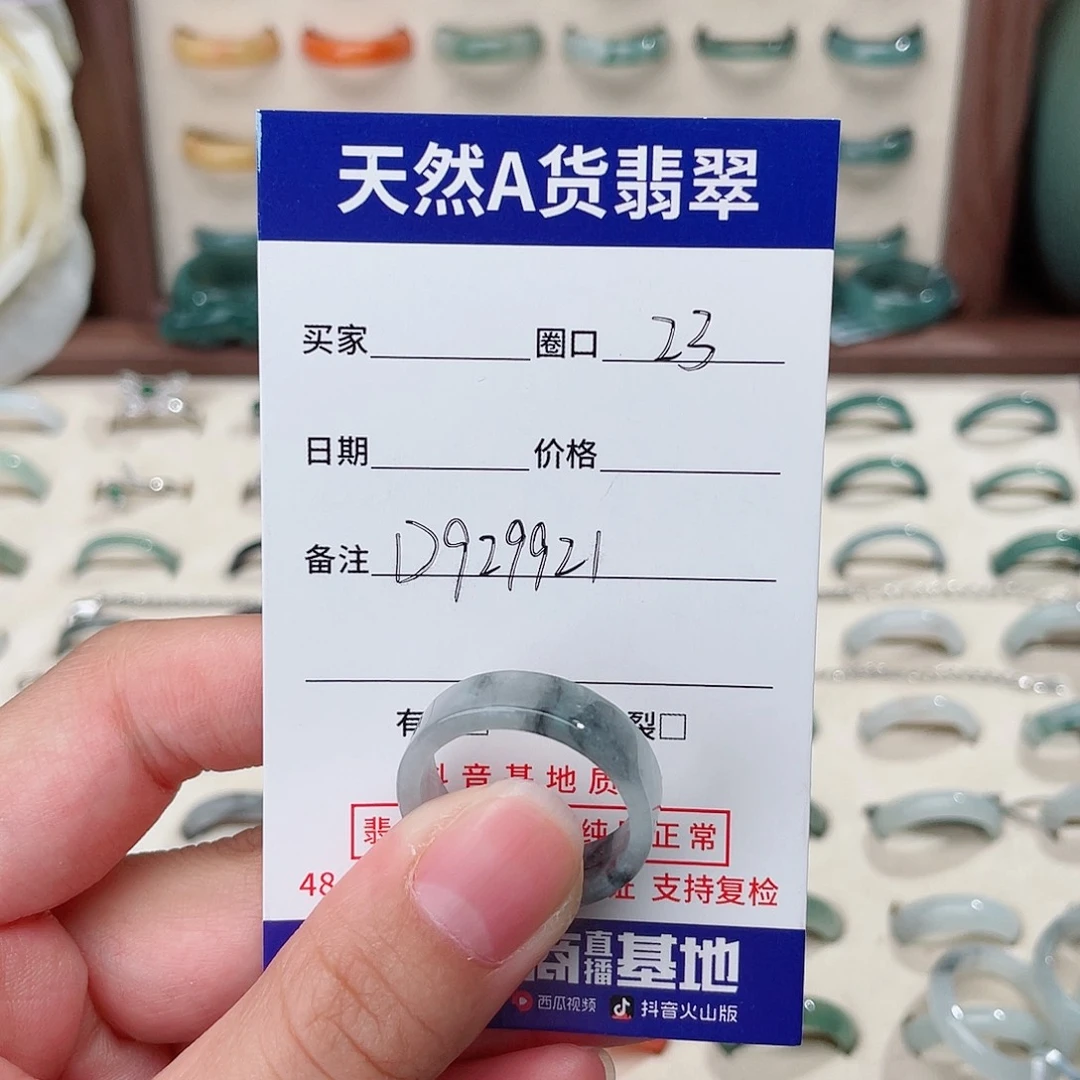 天然A货翡翠
买家 圈口 23
日期 价格
备注 D929921
有 裂□
音基地质
翡 纯 正常
48 证 支持复检
商直播基地
西瓜视频 抖音火山版